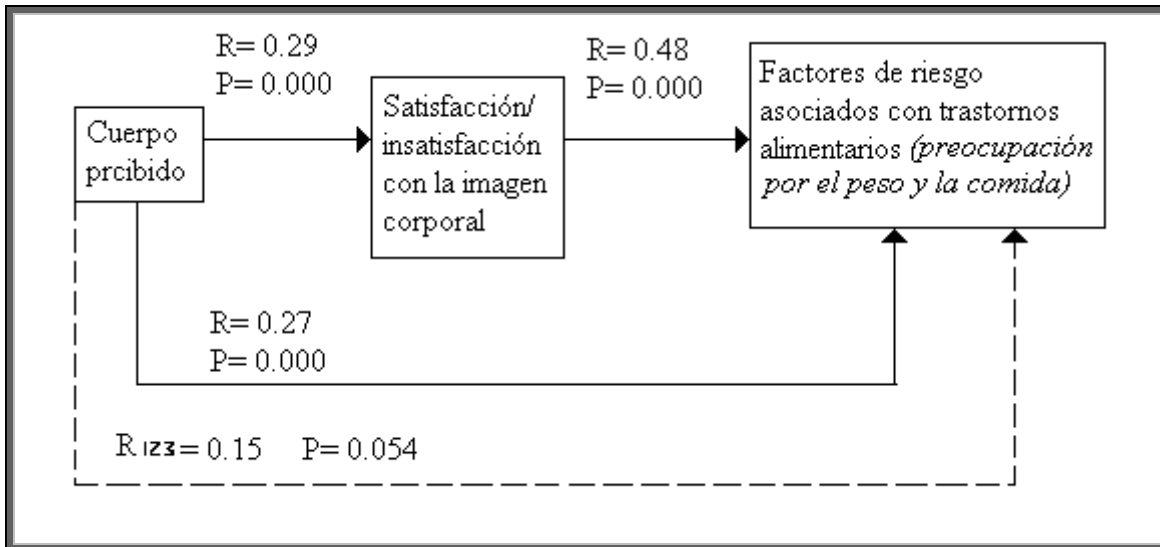 R= 0.29
P= 0.000
R= 0.48
P= 0.000
Cuerpo
prcibido
Satisfacción/
insatisfacción
con la imagen
corporal
Factores de riesgo
asociados con trastornos
alimentarios (preocupación
por el peso y la comida)
R= 0.27
P= 0.000
R 123 = 0.15 P= 0.054